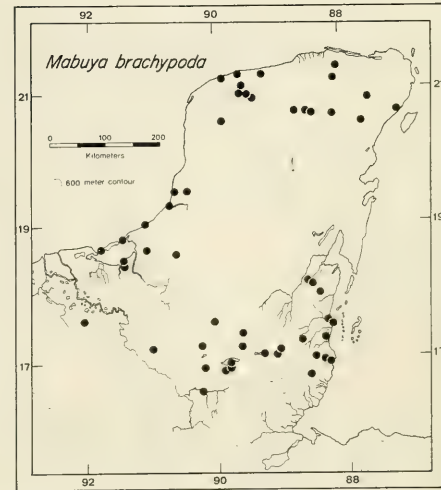 92 90 88
Mabuya brachypoda
21 21
0 100 200
Kilometers
600 meter contour
19 19
17 17
92 90 88